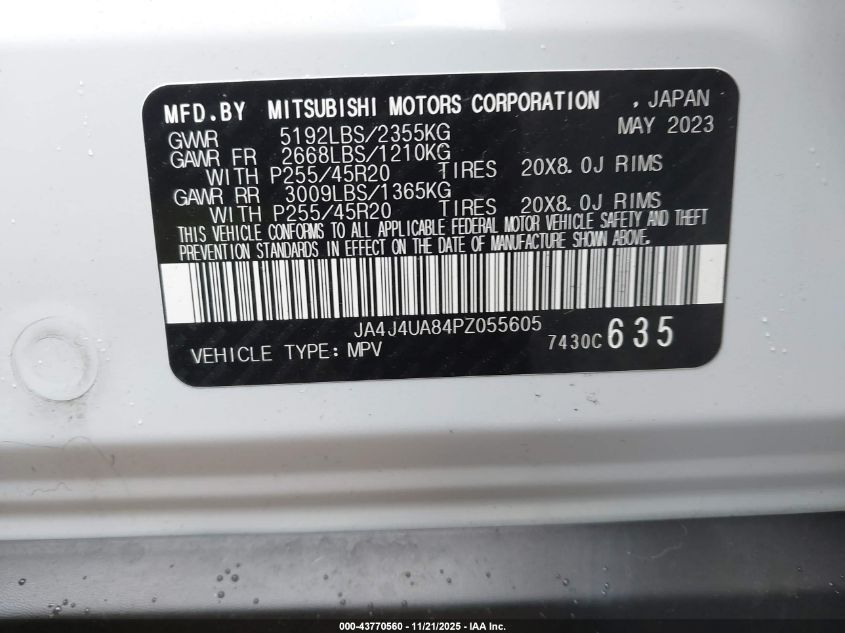 MFD.BY MITSUBISHI MOTORS CORPORATION , JAPAN
GVWR 5192LBS/2355KG MAY 2023
GAWR FR 2668LBS/1210KG
WITH P255/45R20 TIRES 20X8.0J RIMS
GAWR RR 3009LBS/1365KG
WITH P255/45R20 TIRES 20X8.0J RIMS
THIS VEHICLE CONFORMS TO ALL APPLICABLE FEDERAL MOTOR VEHICLE SAFETY AND THEFT
PREVENTION STANDARDS IN EFFECT ON THE DATE OF MANUFACTURE SHOWN ABOVE.
JA4J4UA84PZ055605
VEHICLE TYPE: MPV 7430C 635
000-43770560 - 11/21/2025 - IAA Inc.